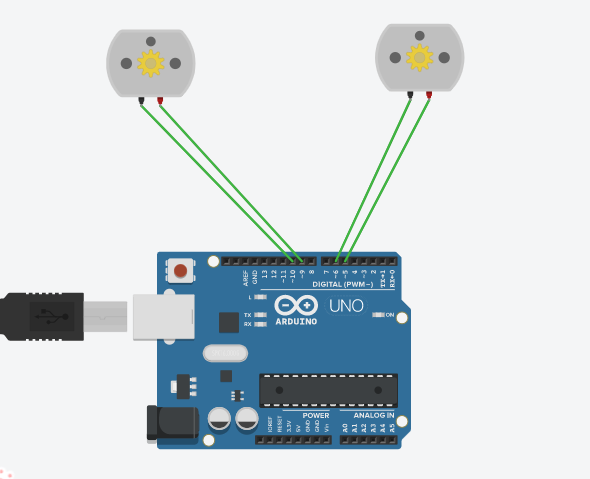 AREF
GND
13
12
~11
~10
~9
8
7
~6
~5
4
~3
2
TX→1
RX←0
DIGITAL (PWM~)
L
TX
RX
ARDUINO
UNO
ON
POWER
ANALOG IN
IOREF
RESET
3.3V
5V
GND
GND
Vin
A0
A1
A2
A3
A4
A5